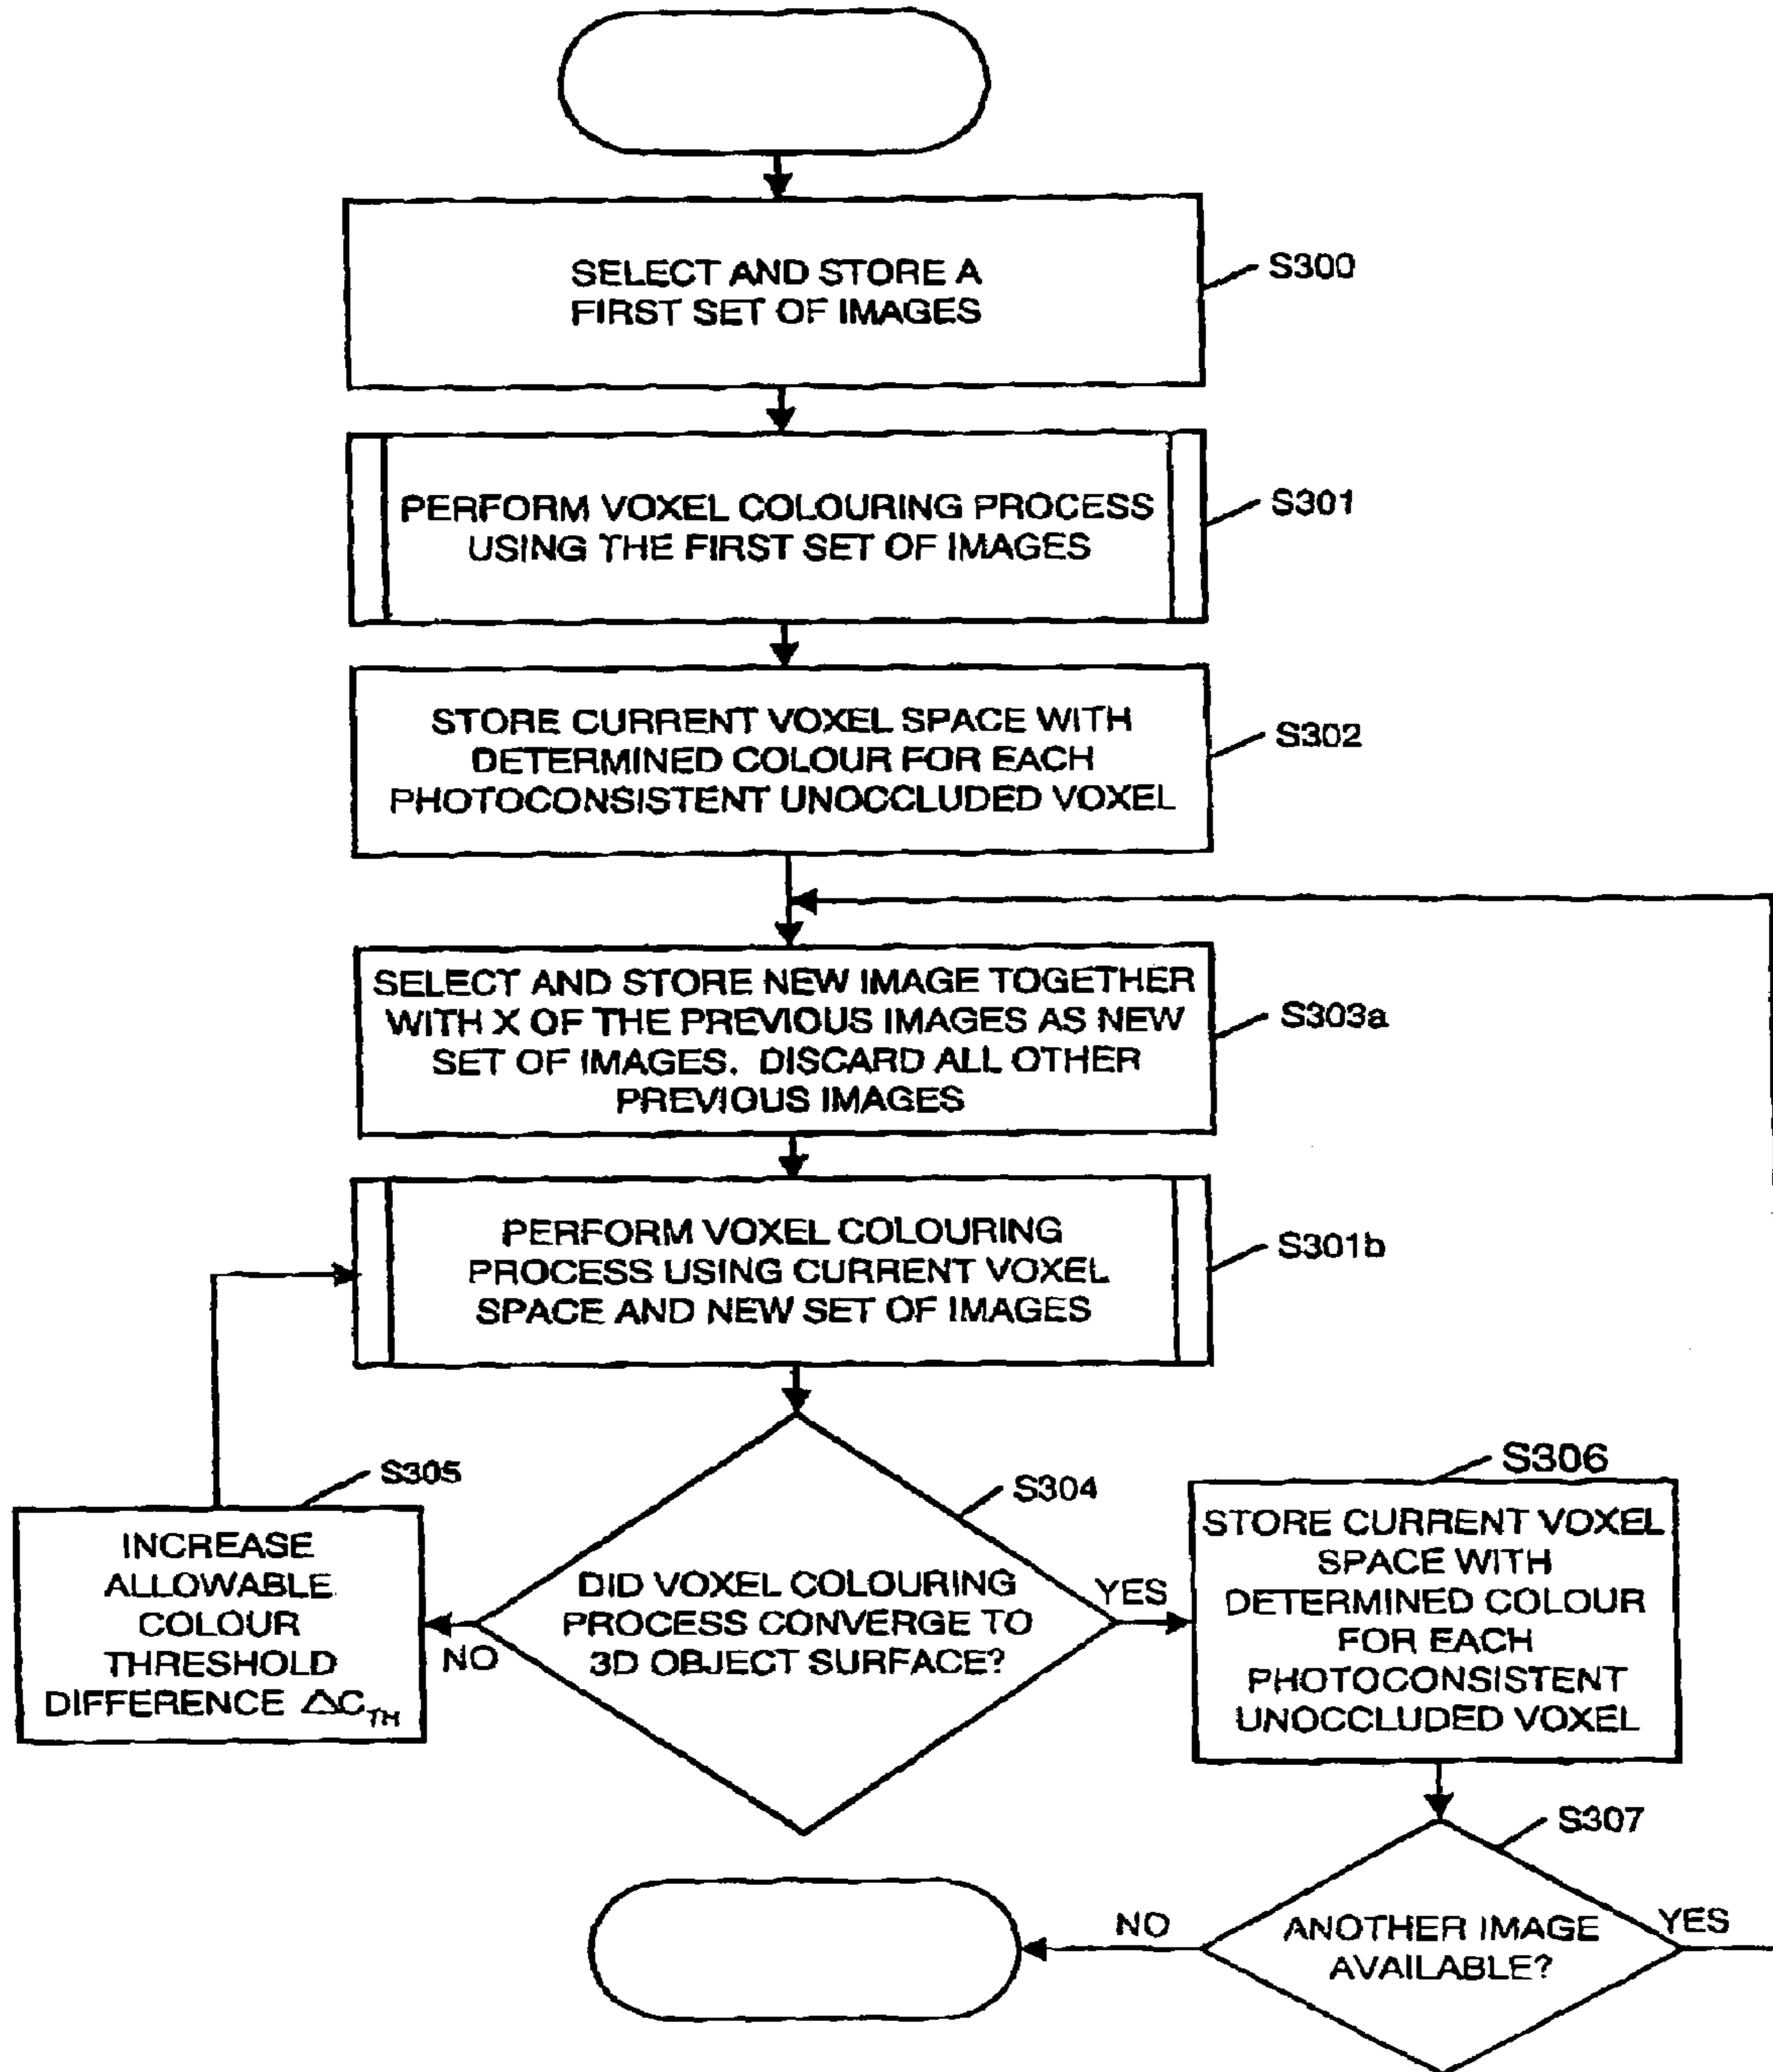 SELECT AND STORE A
FIRST SET OF IMAGES
S300
PERFORM VOXEL COLOURING PROCESS
USING THE FIRST SET OF IMAGES
S301
STORE CURRENT VOXEL SPACE WITH
DETERMINED COLOUR FOR EACH
PHOTOCONSISTENT UNOCCLUDED VOXEL
S302
SELECT AND STORE NEW IMAGE TOGETHER
WITH X OF THE PREVIOUS IMAGES AS NEW
SET OF IMAGES. DISCARD ALL OTHER
PREVIOUS IMAGES
S303a
PERFORM VOXEL COLOURING
PROCESS USING CURRENT VOXEL
SPACE AND NEW SET OF IMAGES
S301b
DID VOXEL COLOURING
PROCESS CONVERGE TO
3D OBJECT SURFACE?
S304
NO
YES
S305
INCREASE
ALLOWABLE
COLOUR
THRESHOLD
DIFFERENCE ΔC_TH
S306
STORE CURRENT VOXEL
SPACE WITH
DETERMINED COLOUR
FOR EACH
PHOTOCONSISTENT
UNOCCLUDED VOXEL
S307
ANOTHER IMAGE
AVAILABLE?
NO
YES